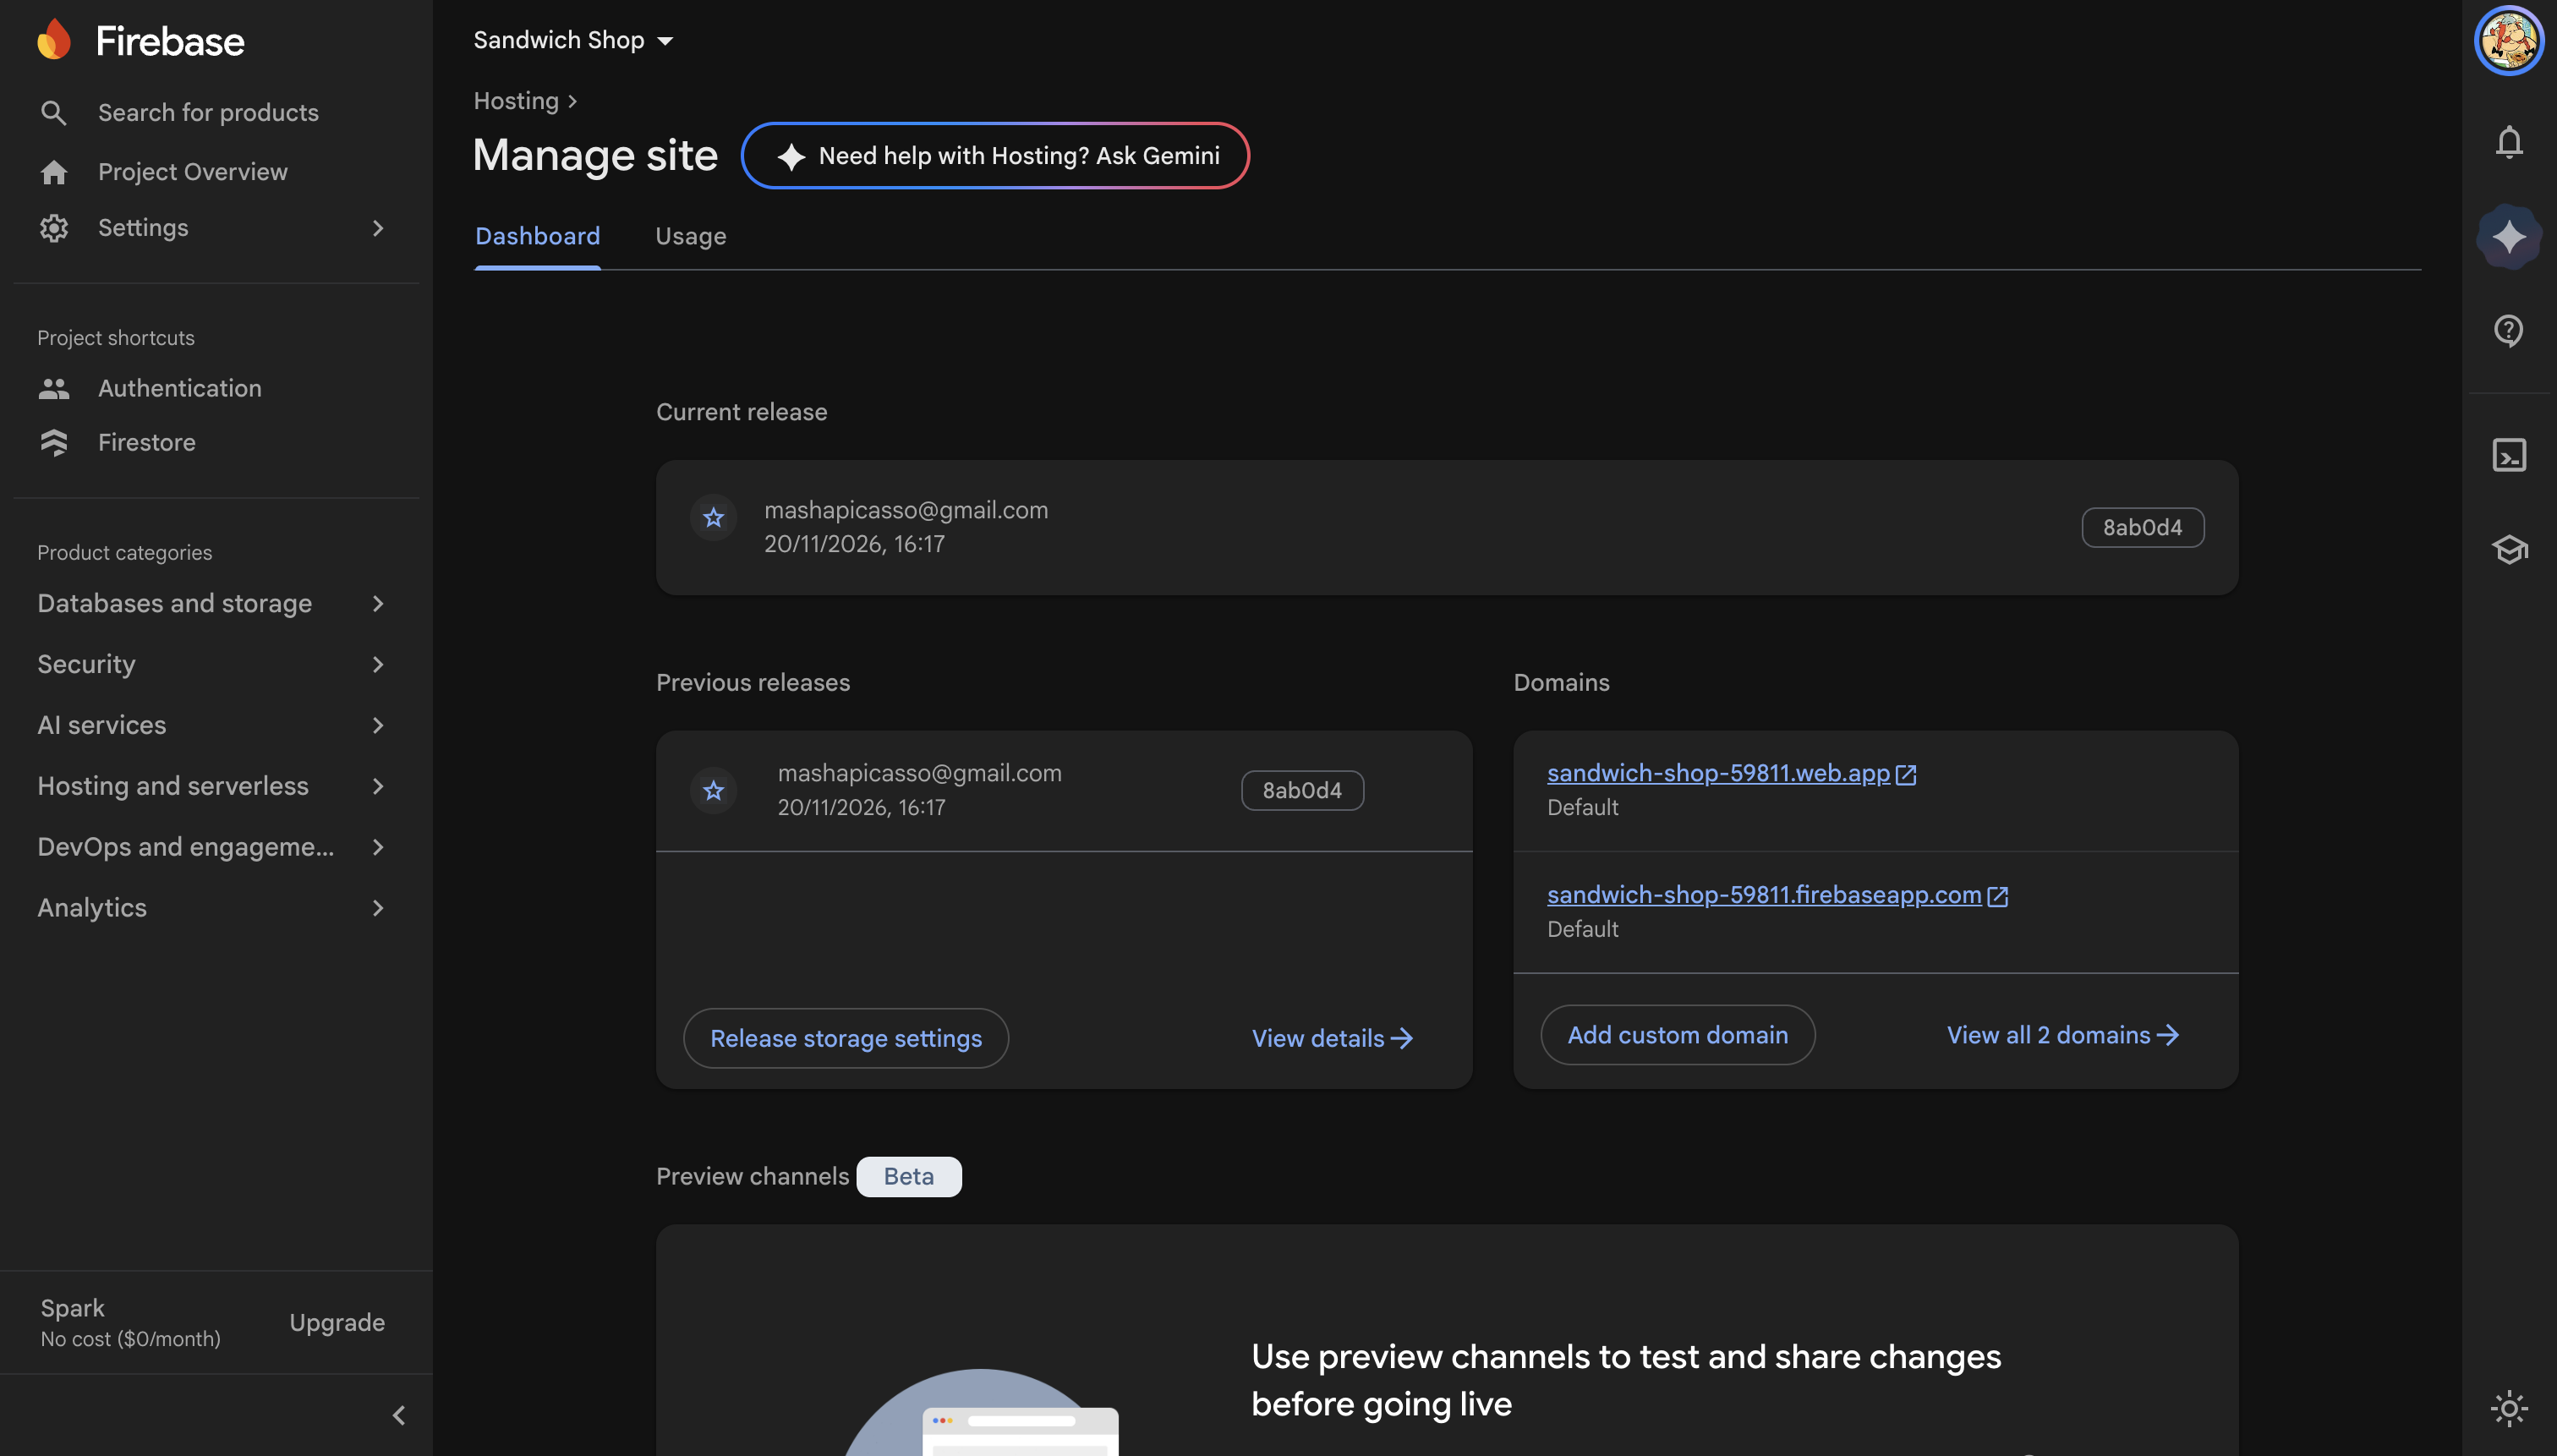 Firebase
Search for products
Project Overview
Settings
Project shortcuts
Authentication
Firestore
Product categories
Databases and storage
Security
AI services
Hosting and serverless
DevOps and engageme...
Analytics
Spark
No cost ($0/month)
Upgrade
Sandwich Shop
Hosting
Manage site
Need help with Hosting? Ask Gemini
Dashboard
Usage
Current release
mashapicasso@gmail.com
20/11/2026, 16:17
8ab0d4
Previous releases
mashapicasso@gmail.com
20/11/2026, 16:17
8ab0d4
Release storage settings
View details
Domains
sandwich-shop-59811.web.app
Default
sandwich-shop-59811.firebaseapp.com
Default
Add custom domain
View all 2 domains
Preview channels
Beta
Use preview channels to test and share changes
before going live